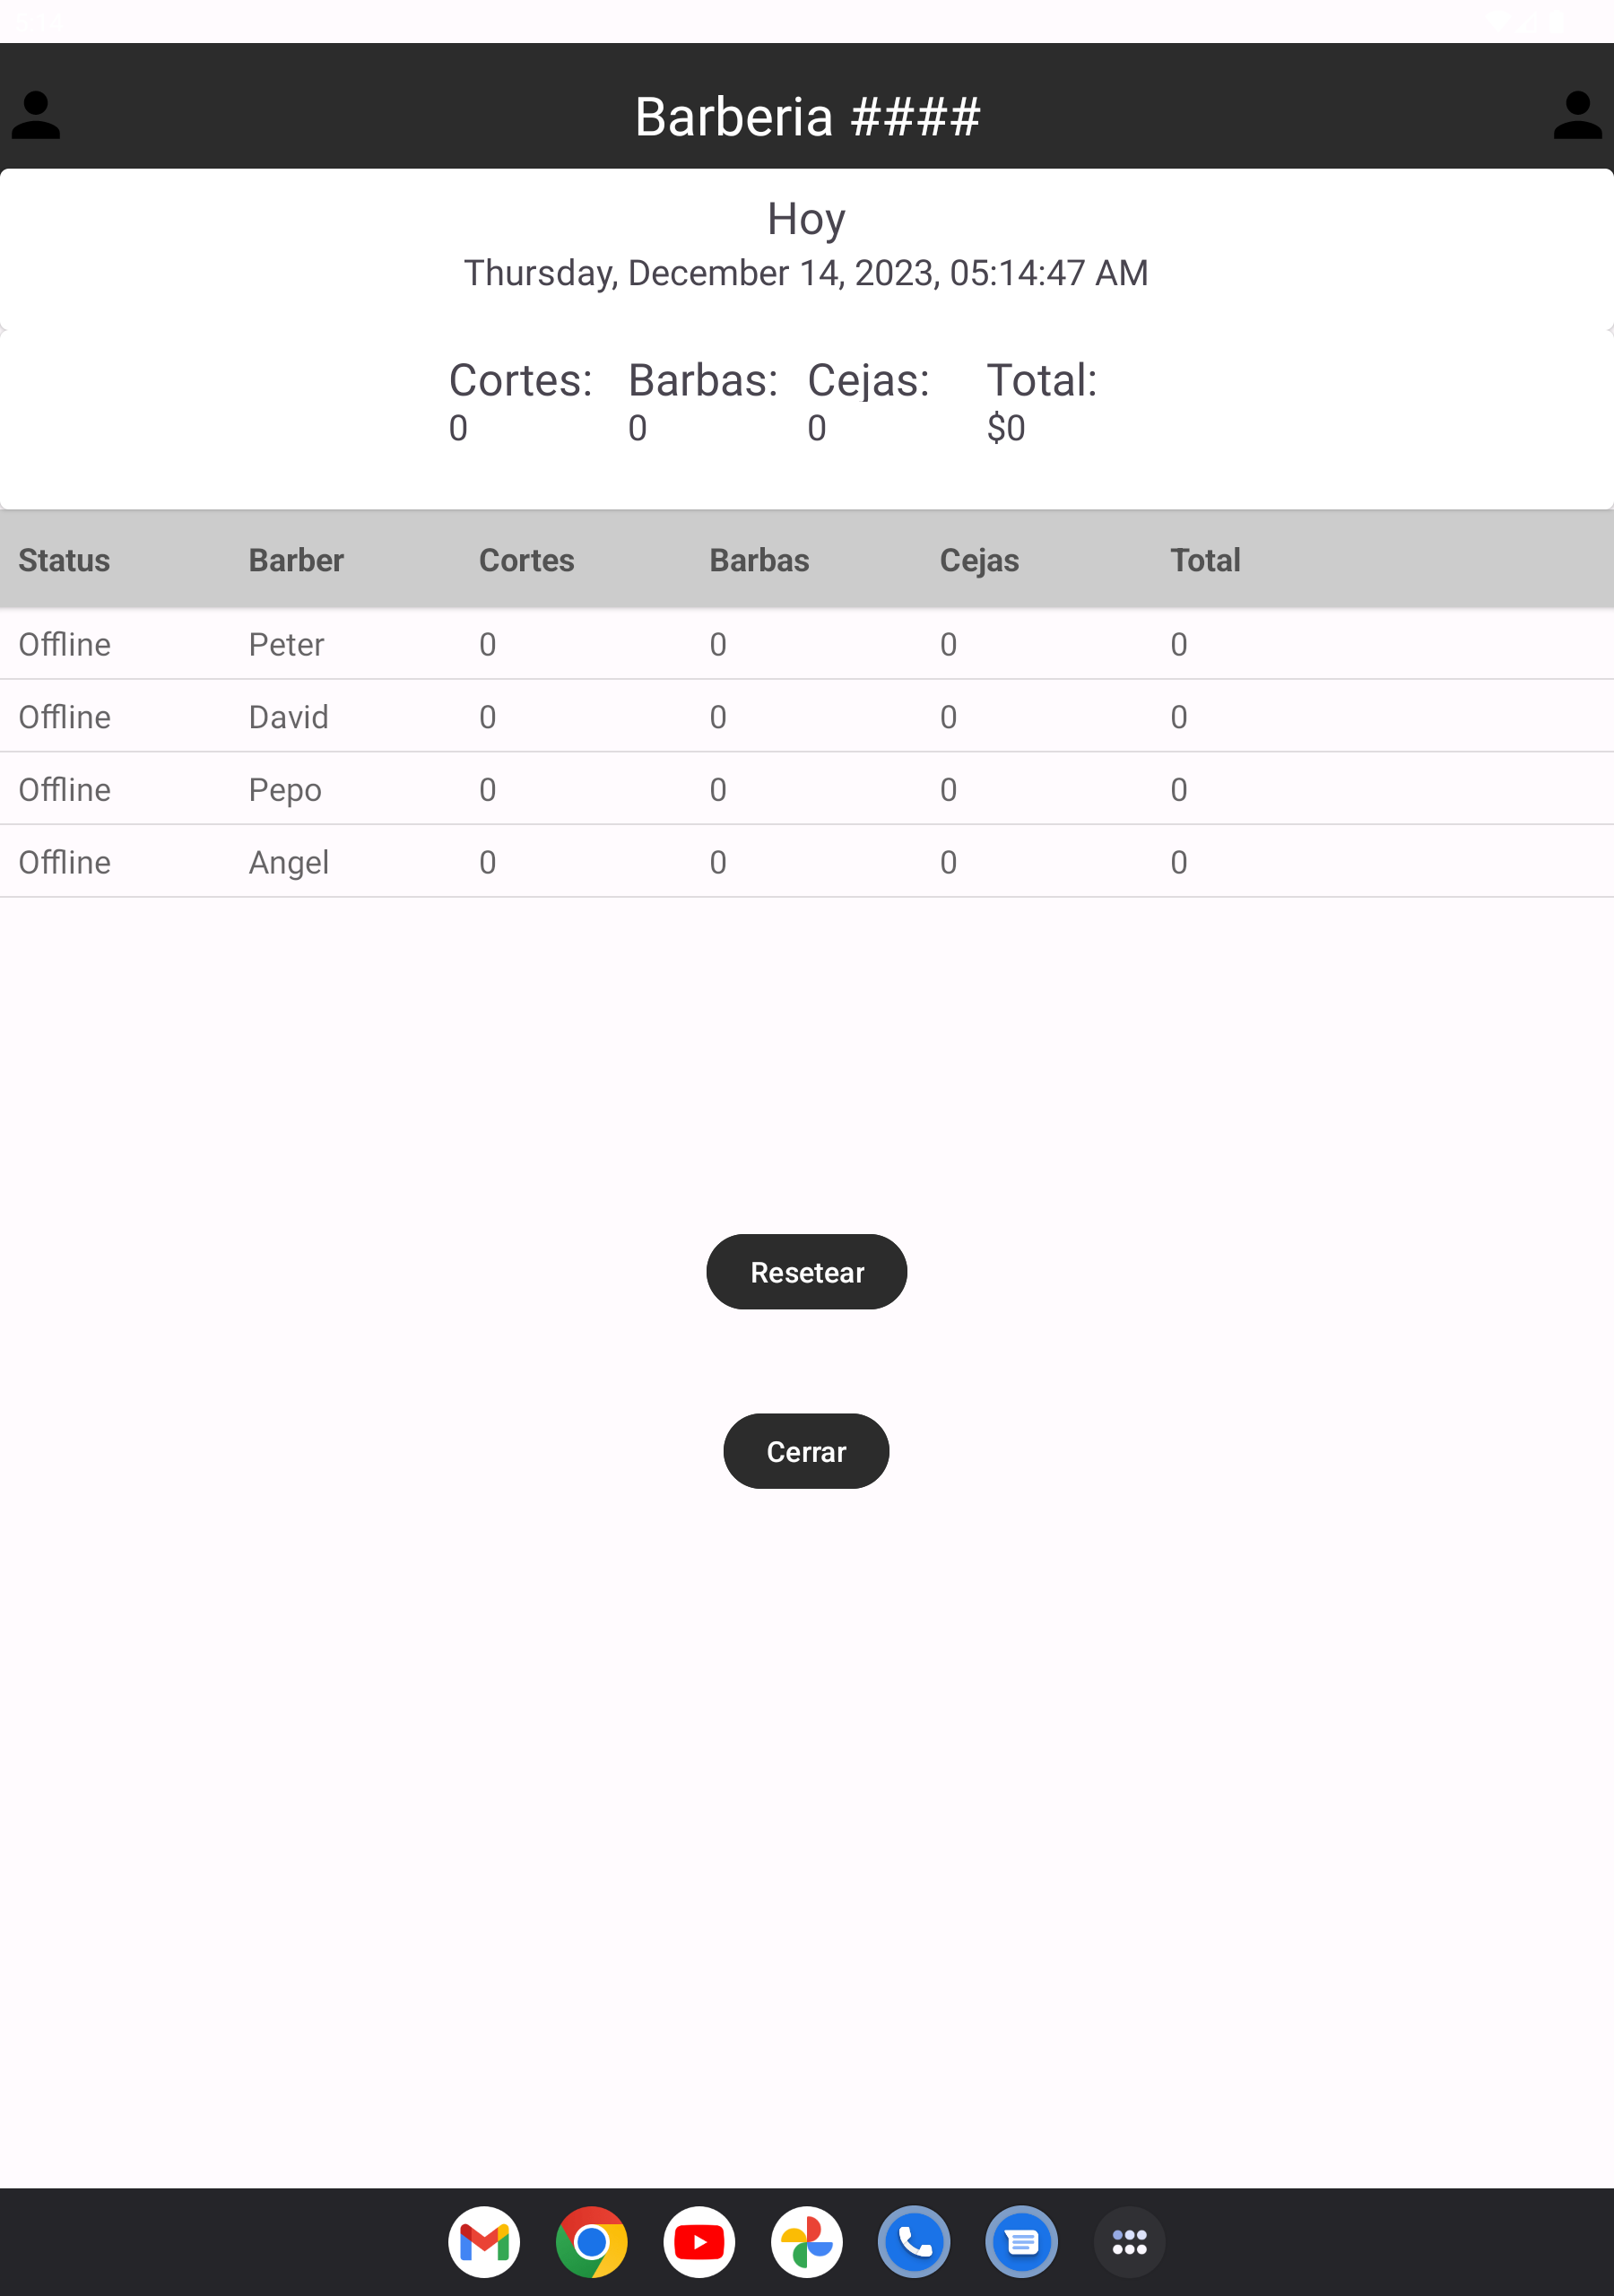 Barberia ####
Hoy
Thursday, December 14, 2023, 05:14:47 AM
Cortes: Barbas: Cejas: Total:
0 0 0 $0
Status Barber Cortes Barbas Cejas Total
Offline Peter 0 0 0 0
Offline David 0 0 0 0
Offline Pepo 0 0 0 0
Offline Angel 0 0 0 0
Resetear
Cerrar